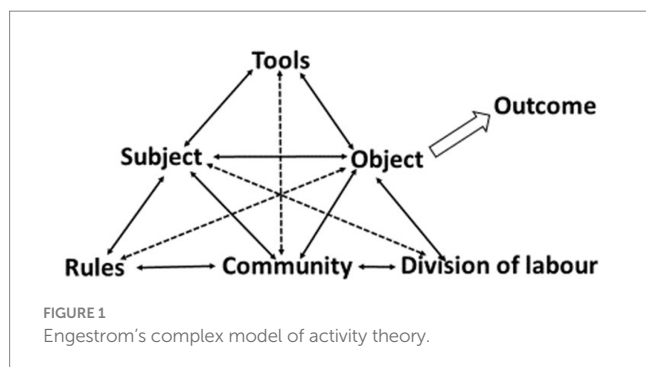 Tools
Outcome
Subject Object
Rules Community Division of labour
FIGURE 1
Engestrom's complex model of activity theory.